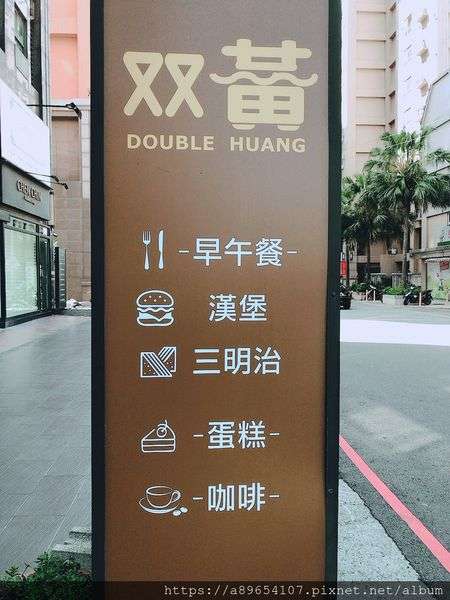 双黃
DOUBLE HUANG
-早午餐-
漢堡
三明治
-蛋糕-
-咖啡-
https://a89654107.pixnet.net/album